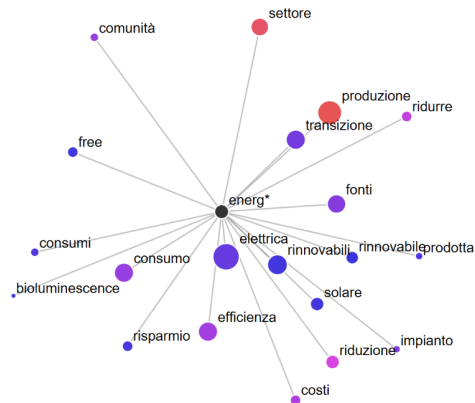 settore
comunità
produzione
ridurre
transizione
free
fonti
energ*
elettrica
consumi
rinnovabili
rinnovabile
prodotta
consumo
bioluminescence
solare
efficienza
risparmio
impianto
riduzione
costi